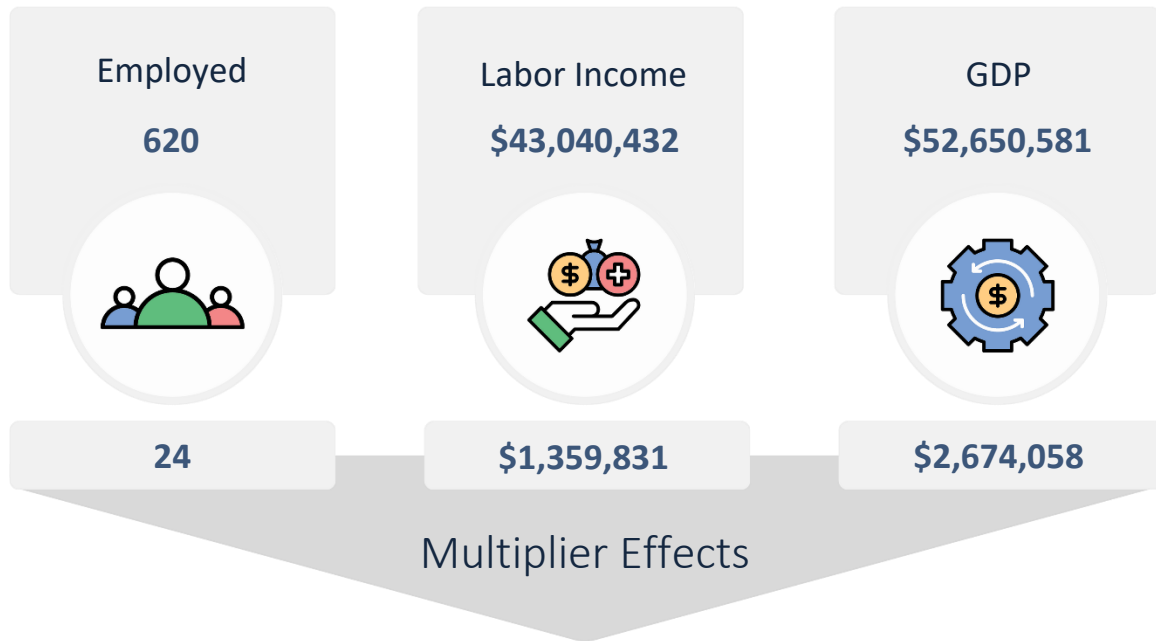 Employed
620
Labor Income
$43,040,432
GDP
$52,650,581
$
$
24
$1,359,831
$2,674,058
Multiplier Effects